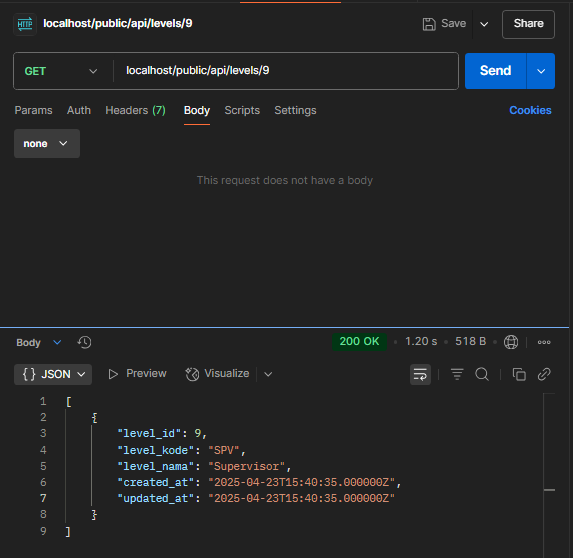 HTTP localhost/public/api/levels/9 Save Share
GET localhost/public/api/levels/9 Send
Params Auth Headers (7) Body Scripts Settings Cookies
none
This request does not have a body
Body 200 OK • 1.20 s • 518 B •
{} JSON Preview Visualize
1 [
2 {
3 "level_id": 9,
4 "level_kode": "SPV",
5 "level_nama": "Supervisor",
6 "created_at": "2025-04-23T15:40:35.000000Z",
7 "updated_at": "2025-04-23T15:40:35.000000Z"
8 }
9 ]